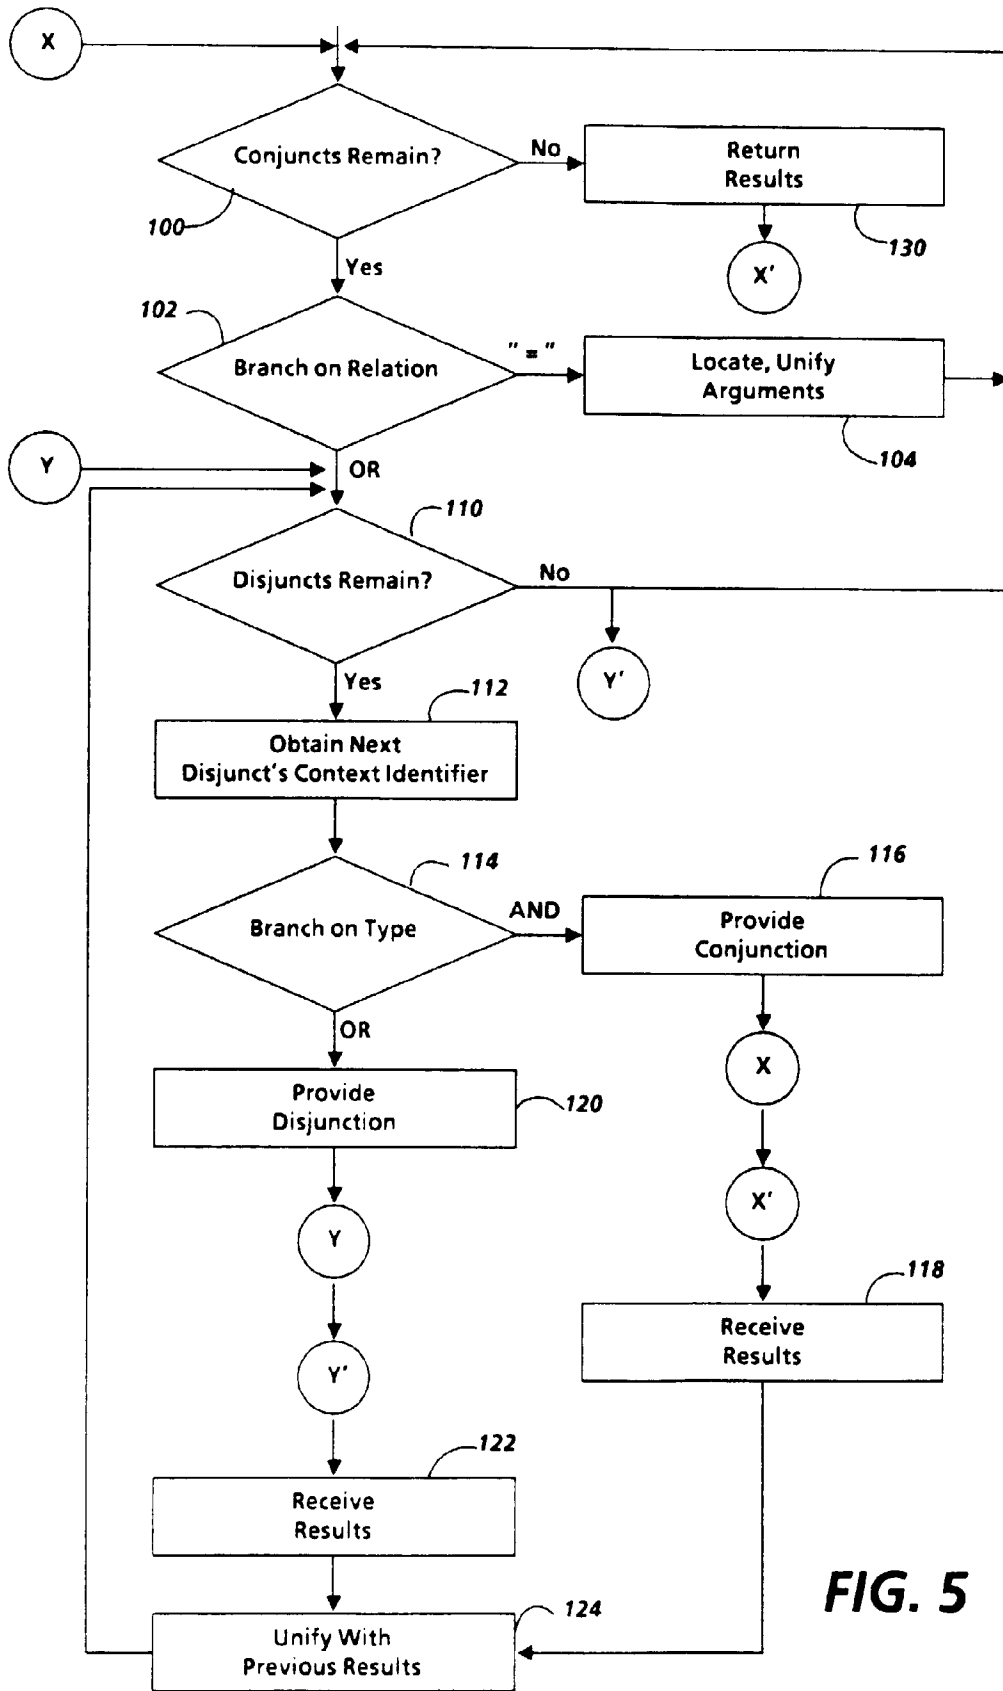 X
Conjuncts Remain?
No
Return
Results
100
130
X'
Yes
102
Branch on Relation
" = "
Locate, Unify
Arguments
104
Y
OR
110
Disjuncts Remain?
No
Y'
Yes
112
Obtain Next
Disjunct's Context Identifier
114
116
Branch on Type
AND
Provide
Conjunction
OR
X
Provide
Disjunction
120
X'
Y
118
Receive
Results
Y'
122
Receive
Results
124
Unify With
Previous Results
FIG. 5